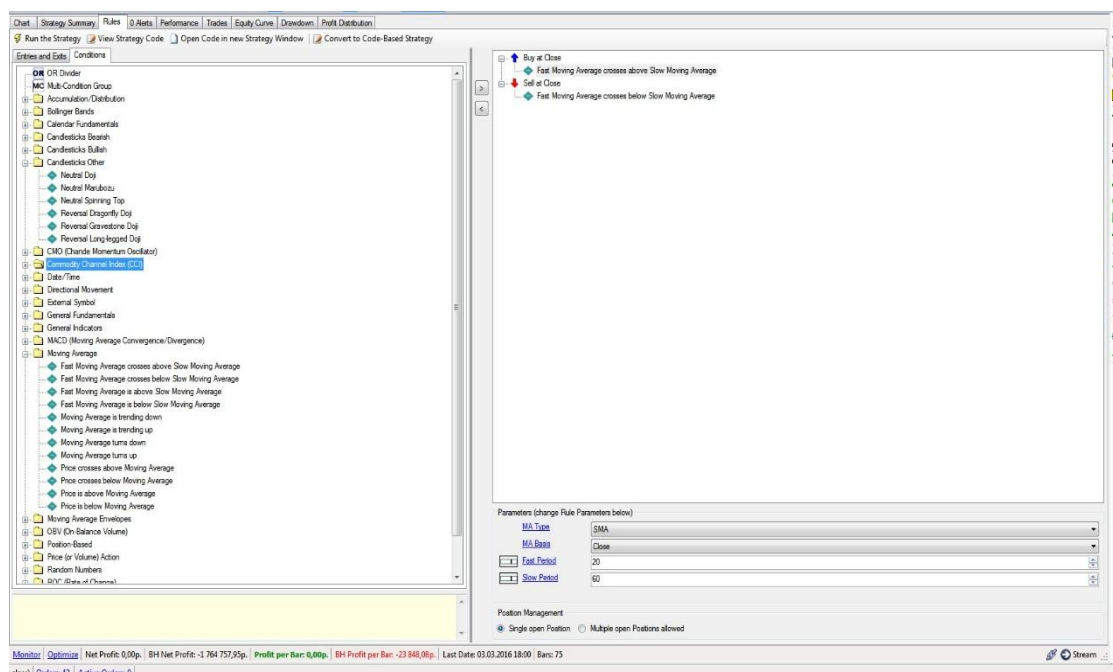 Chart Strategy Summary Rules 0 Alerts Performance Trades Equity Curve Drawdown Profit Distribution
Run the Strategy View Strategy Code Open Code in new Strategy Window Convert to Code-Based Strategy
Entries and Exits Conditions
OR OR Divider
MC Multi-Condition Group
Accumulation/Distribution
Bollinger Bands
Calendar Fundamentals
Candlesticks Bearish
Candlesticks Bullish
Candlesticks Other
Neutral Doji
Neutral Marubozu
Neutral Spinning Top
Reversal Dragonfly Doji
Reversal Gravestone Doji
Reversal Long-legged Doji
CMO (Chande Momentum Oscillator)
Commodity Channel Index (CCI)
Date/Time
Directional Movement
External Symbol
General Fundamentals
General Indicators
MACD (Moving Average Convergence/Divergence)
Moving Average
Fast Moving Average crosses above Slow Moving Average
Fast Moving Average crosses below Slow Moving Average
Fast Moving Average is above Slow Moving Average
Fast Moving Average is below Slow Moving Average
Moving Average is trending down
Moving Average is trending up
Moving Average turns down
Moving Average turns up
Price crosses above Moving Average
Price crosses below Moving Average
Price is above Moving Average
Price is below Moving Average
Moving Average Envelopes
OBV (On-Balance Volume)
Position-Based
Price (or Volume) Action
Random Numbers
ROC (Rate of Change)
>
<
Buy at Close
Fast Moving Average crosses above Slow Moving Average
Sell at Close
Fast Moving Average crosses below Slow Moving Average
Parameters (change Rule Parameters below)
MA Type SMA
MA Basis Close
Fast Period 20
Slow Period 60
Position Management
Single open Position Multiple open Positions allowed
Monitor Optimize Net Profit: 0,00p. BH Net Profit: -1 764 757,95p. Profit per Bar: 0,00p. BH Profit per Bar: -23 848,08p. Last Date: 03.03.2016 18:00 Bars: 75 Stream